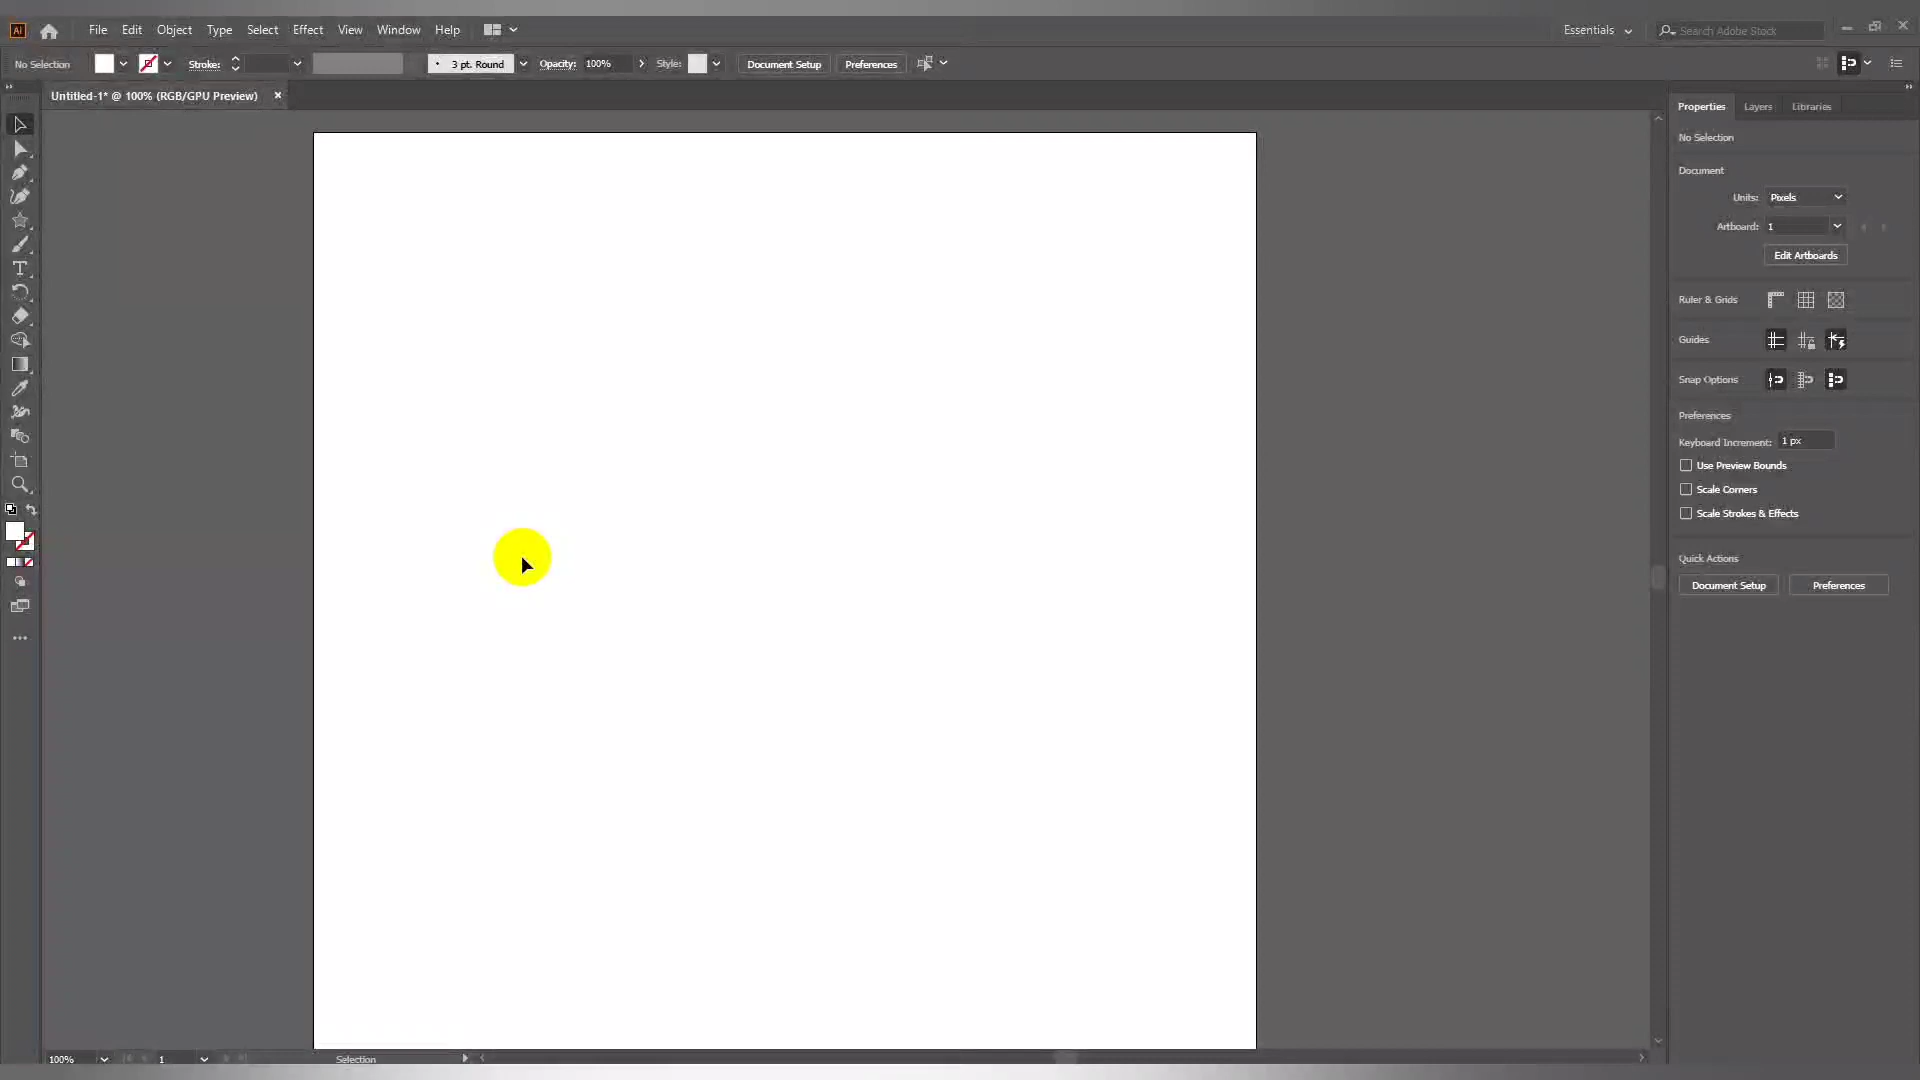 Ai File Edit Object Type Select Effect View Window Help Essentials Search Adobe Stock
No Selection Stroke: 3 pt. Round Opacity: 100% Style: Document Setup Preferences
Untitled-1* @ 100% (RGB/GPU Preview) ×
Properties Layers Libraries
No Selection
Document
Units: Pixels
Artboard: 1
Edit Artboards
Ruler & Grids
Guides
Snap Options
Preferences
Keyboard Increment: 1 px
Use Preview Bounds
Scale Corners
Scale Strokes & Effects
Quick Actions
Document Setup Preferences
100% 1 Selection